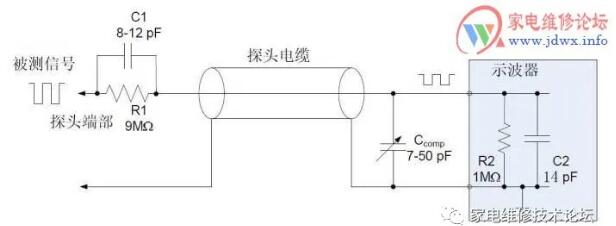 家电维修论坛
www.jdwx.info
C1
8-12 pF
被测信号
探头电缆
示波器
R1
9MΩ
探头端部
Ccomp
7-50 pF
R2
1MΩ
C2
14 pF
家电维修技术论坛